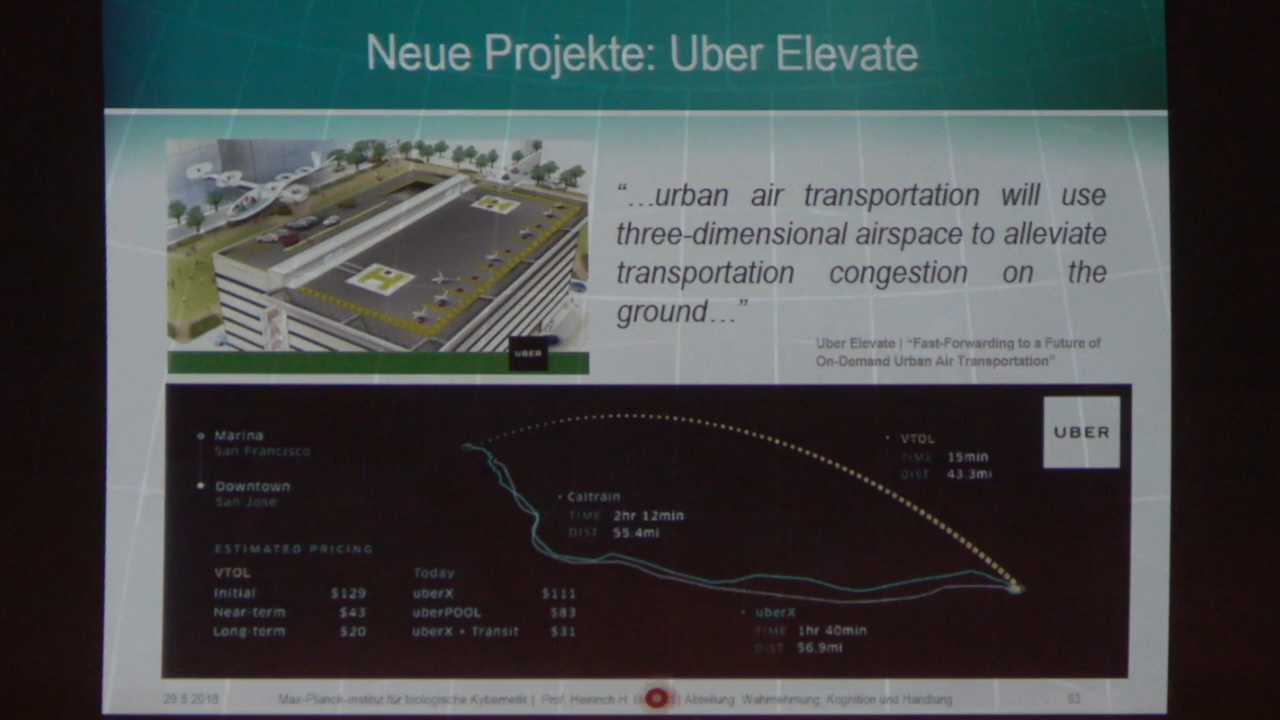 Neue Projekte: Uber Elevate
“…urban air transportation will use
three-dimensional airspace to alleviate
transportation congestion on the
ground…”
Uber Elevate | “Fast-Forwarding to a Future of
On-Demand Urban Air Transportation”
H
H
UBER
Marina
San Francisco
Downtown
San Jose
ESTIMATED PRICING
VTOL
Initial $129
Near-term $43
Long-term $20
Today
uberX $111
uberPOOL $83
uberX + Transit $31
Caltrain
TIME 2hr 12min
DIST 55.4mi
VTOL
TIME 15min
DIST 43.3mi
UBER
uberX
TIME 1hr 40min
DIST 56.9mi
29.5.2018 Max-Planck-Institut für biologische Kybernetik | Prof. Heinrich H. | Abteilung: Wahrnehmung, Kognition und Handlung 63